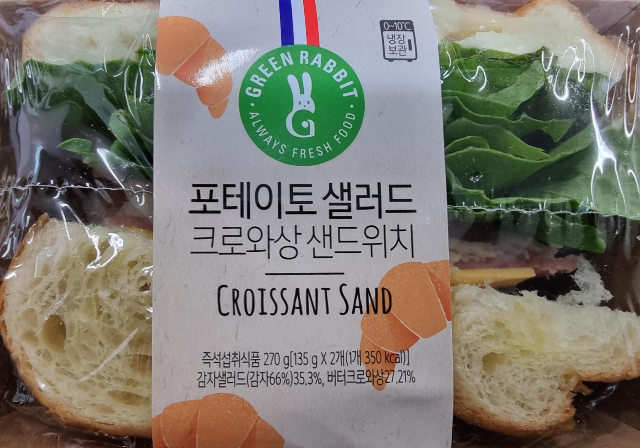 0~10℃
냉장
보관
GREEN RABBIT
ALWAYS FRESH FOOD
포테이토 샐러드
크로와상 샌드위치
CROISSANT SAND
즉석섭취식품 270 g[135 g X 2개(1개 350 kcal)]
감자샐러드(감자66%)35.3%, 버터크로와상27.21%